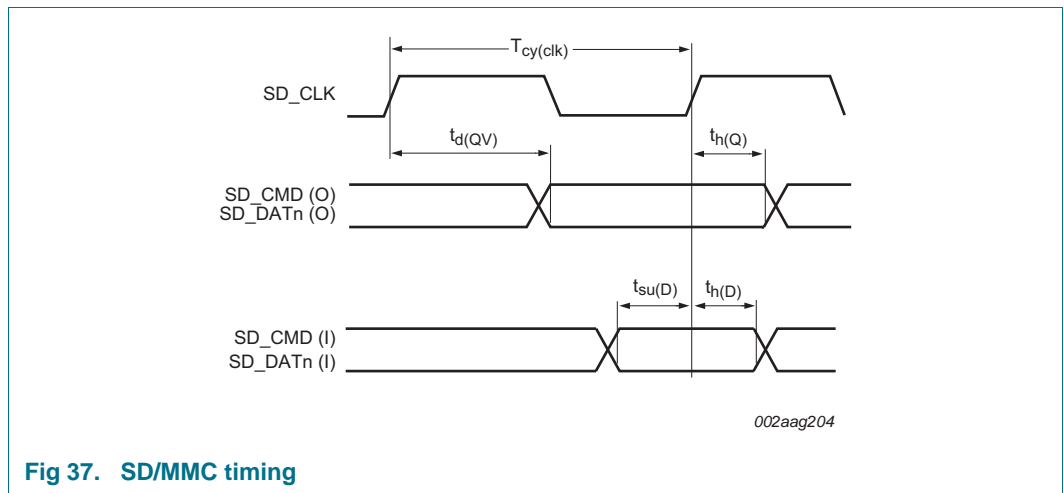 Tcy(clk)
SD_CLK
td(QV)
th(Q)
SD_CMD (O)
SD_DATn (O)
tsu(D)
th(D)
SD_CMD (I)
SD_DATn (I)
002aag204
Fig 37. SD/MMC timing